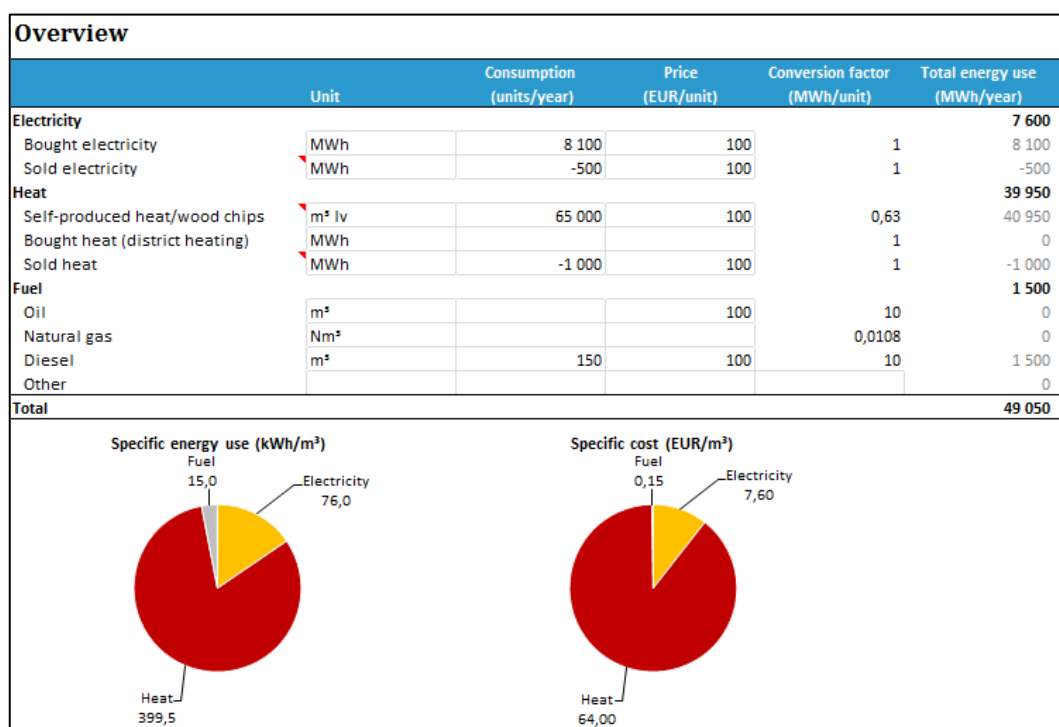 Overview
Unit Consumption (units/year) Price (EUR/unit) Conversion factor (MWh/unit) Total energy use (MWh/year)
Electricity 7 600
Bought electricity MWh 8 100 100 1 8 100
Sold electricity MWh -500 100 1 -500
Heat 39 950
Self-produced heat/wood chips m³ lv 65 000 100 0,63 40 950
Bought heat (district heating) MWh 1 0
Sold heat MWh -1 000 100 1 -1 000
Fuel 1 500
Oil m³ 100 10 0
Natural gas Nm³ 0,0108 0
Diesel m³ 150 100 10 1 500
Other 0
Total 49 050
Specific energy use (kWh/m³)
Fuel
15,0
Electricity
76,0
Heat
399,5
Specific cost (EUR/m³)
Fuel
0,15
Electricity
7,60
Heat
64,00